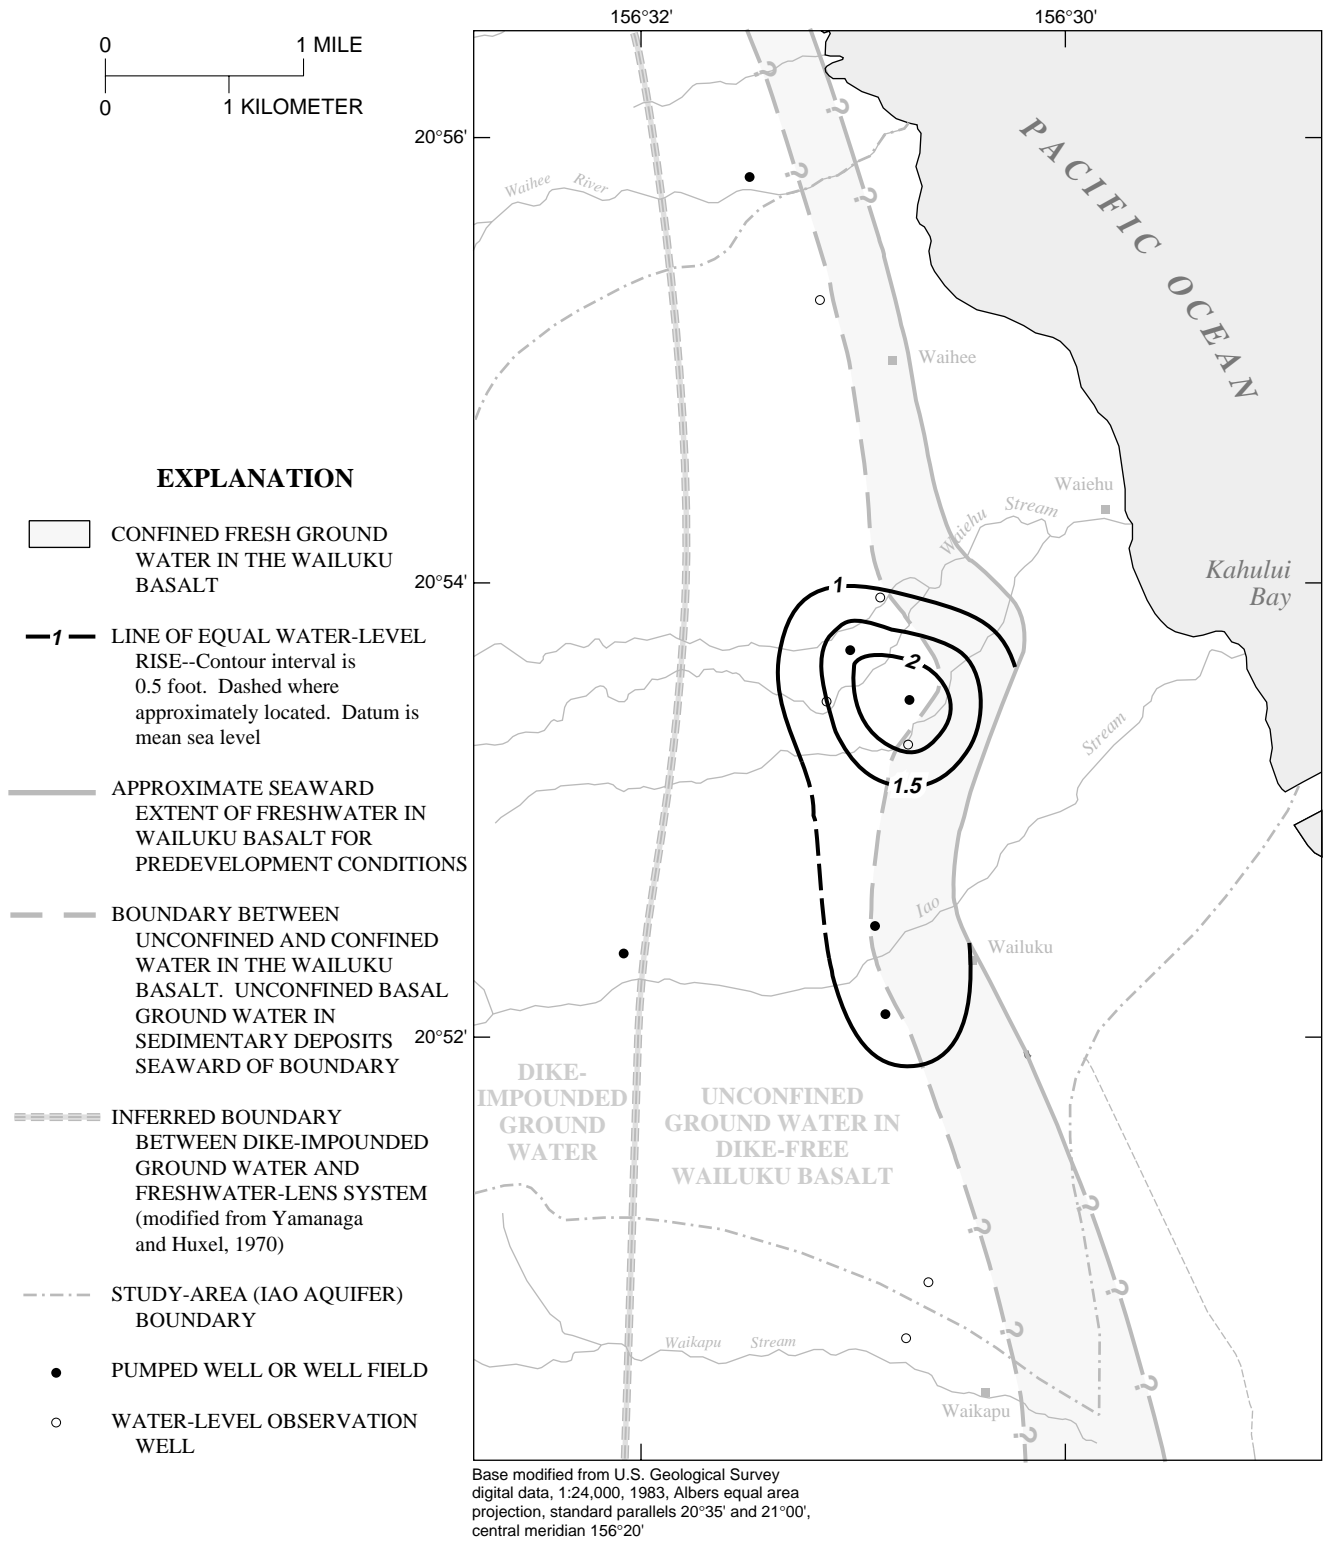 156°32'
156°30'
0
1 MILE
0
1 KILOMETER
20°56'
20°54'
20°52'
PACIFIC OCEAN
Waihee River
Waihee
Waiehu
Waiehu Stream
Kahului
Bay
1
2
1.5
Stream
Iao
Wailuku
DIKE-
IMPOUNDED
GROUND
WATER
UNCONFINED
GROUND WATER IN
DIKE-FREE
WAILUKU BASALT
Waikapu Stream
Waikapu
?
?
?
?
?
?
?
?
?
?
EXPLANATION
CONFINED FRESH GROUND
WATER IN THE WAILUKU
BASALT
1
LINE OF EQUAL WATER-LEVEL
RISE--Contour interval is
0.5 foot. Dashed where
approximately located. Datum is
mean sea level
APPROXIMATE SEAWARD
EXTENT OF FRESHWATER IN
WAILUKU BASALT FOR
PREDEVELOPMENT CONDITIONS
BOUNDARY BETWEEN
UNCONFINED AND CONFINED
WATER IN THE WAILUKU
BASALT. UNCONFINED BASAL
GROUND WATER IN
SEDIMENTARY DEPOSITS
SEAWARD OF BOUNDARY
INFERRED BOUNDARY
BETWEEN DIKE-IMPOUNDED
GROUND WATER AND
FRESHWATER-LENS SYSTEM
(modified from Yamanaga
and Huxel, 1970)
STUDY-AREA (IAO AQUIFER)
BOUNDARY
PUMPED WELL OR WELL FIELD
WATER-LEVEL OBSERVATION
WELL
Base modified from U.S. Geological Survey
digital data, 1:24,000, 1983, Albers equal area
projection, standard parallels 20°35' and 21°00',
central meridian 156°20'